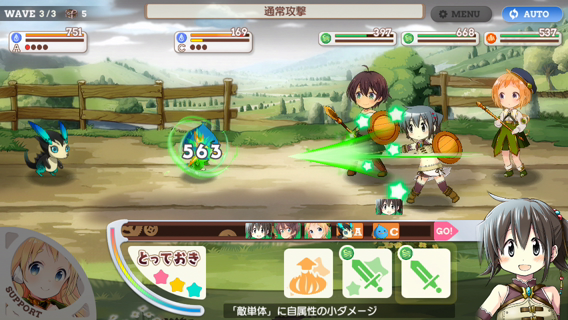 WAVE 3/3 5
通常攻撃
MENU
AUTO
751
A
169
C
397
668
537
563
A
C
GO!
とっておき
SUPPORT
「敵単体」に自属性の小ダメージ